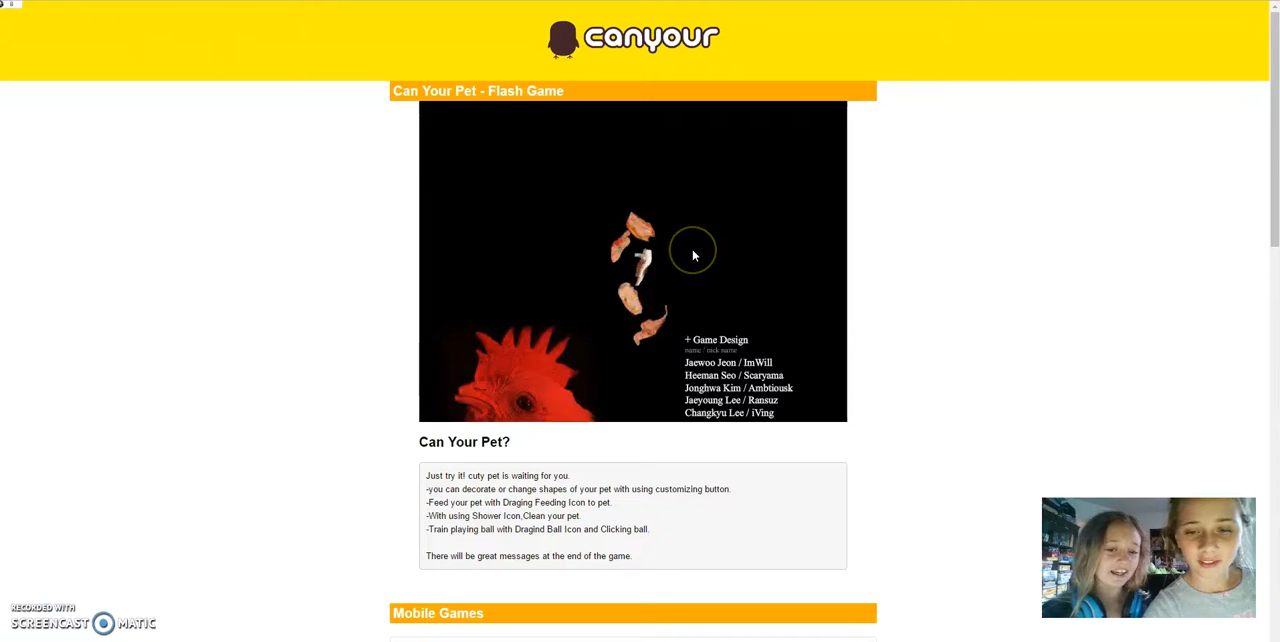 canyour
Can Your Pet - Flash Game
+ Game Design
name / nick name
Jaewoo Jeon / ImWill
Heeman Seo / Scaryama
Jonghwa Kim / Ambtiousk
Jaeyoung Lee / Ransuz
Changkyu Lee / iVing
Can Your Pet?
Just try it! cuty pet is waiting for you.
-you can decorate or change shapes of your pet with using customizing button.
-Feed your pet with Draging Feeding Icon to pet.
-With using Shower Icon,Clean your pet.
-Train playing ball with Dragind Ball Icon and Clicking ball.
There will be great messages at the end of the game.
Mobile Games
RECORDED WITH
SCREENCAST MATIC